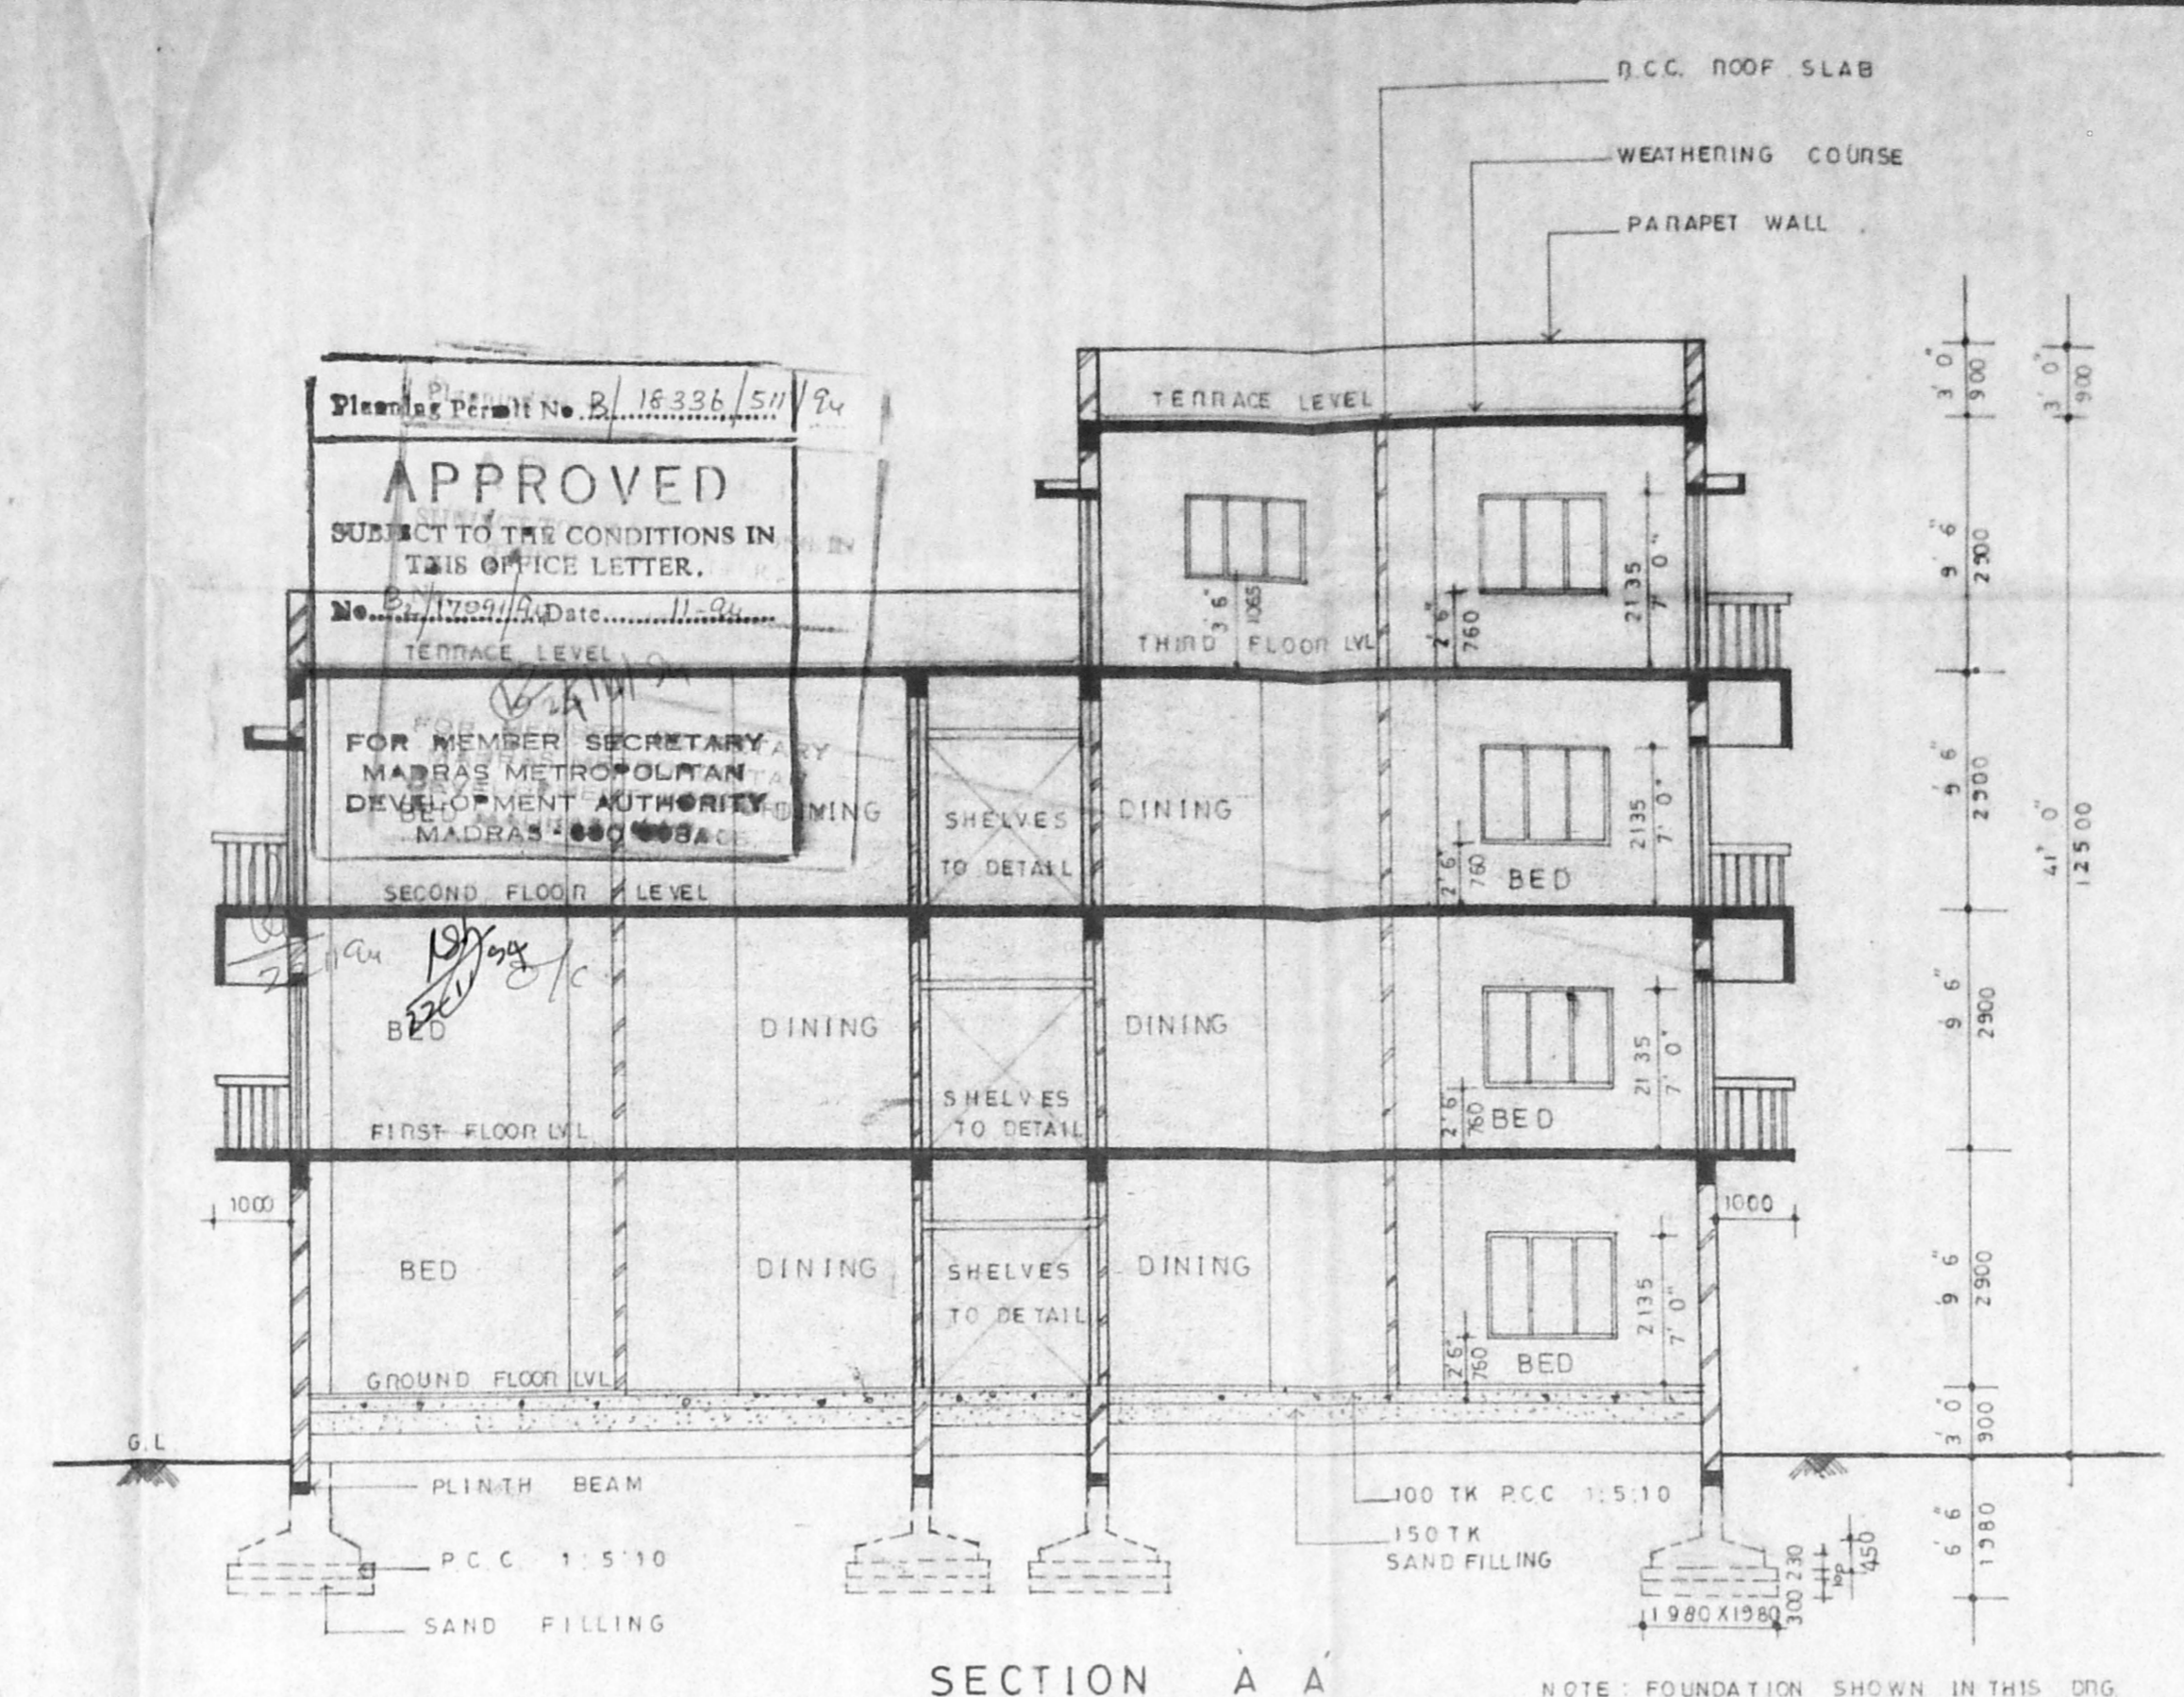 R.C.C. ROOF SLAB
WEATHERING COURSE
PARAPET WALL
3' 0"
900
3' 0"
900
Planning Permit No. B/ 18336/511/94
APPROVED
SUBJECT TO THE CONDITIONS IN
THIS OFFICE LETTER.
No. Date 11-94
TERRACE LEVEL
FOR MEMBER SECRETARY
MADRAS METROPOLITAN
DEVELOPMENT AUTHORITY
MADRAS
TERRACE LEVEL
THIRD FLOOR LVL
3' 6"
1065
2' 6"
760
2135
7' 0"
9' 6"
2900
BED
DINING
SHELVES
TO DETAIL
DINING
BED
2' 6"
760
2135
7' 0"
9' 6"
2900
41' 0"
12500
SECOND FLOOR LEVEL
BED
DINING
SHELVES
TO DETAIL
DINING
BED
2' 6"
760
2135
7' 0"
9' 6"
2900
FIRST FLOOR LVL
1000
1000
BED
DINING
SHELVES
TO DETAIL
DINING
BED
2' 6"
760
2135
7' 0"
9' 6"
2900
GROUND FLOOR LVL
3' 0"
900
G.L
PLINTH BEAM
P.C.C. 1:5:10
SAND FILLING
100 TK P.C.C 1:5:10
150 TK
SAND FILLING
1980X1980
300
230
450
6' 6"
1980
SECTION A A'
NOTE: FOUNDATION SHOWN IN THIS DRG